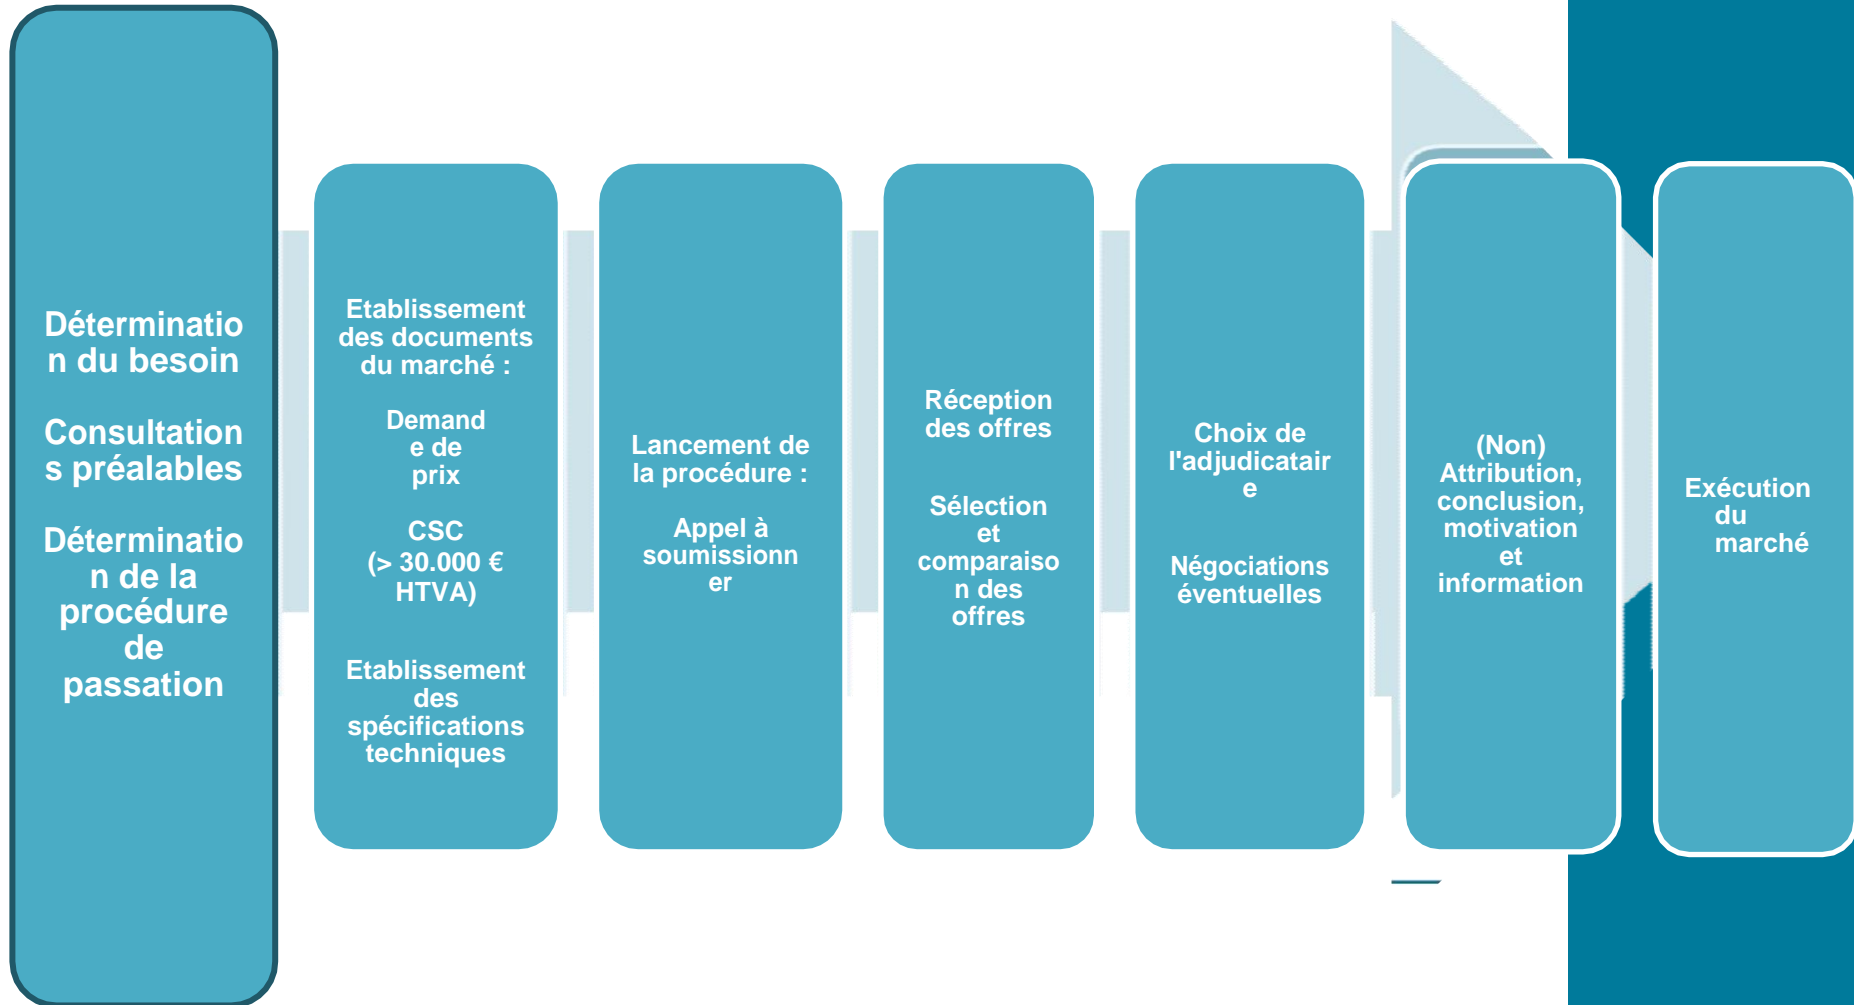 Déterminatio
n du besoin
Consultation
s préalables
Déterminatio
n de la
procédure
de
passation
Etablissement
des documents
du marché :
Demand
e de
prix
CSC
(> 30.000 €
HTVA)
Etablissement
des
spécifications
techniques
Lancement de
la procédure :
Appel à
soumissionn
er
Réception
des offres
Sélection
et
comparaiso
n des
offres
Choix de
l'adjudicatair
e
Négociations
éventuelles
(Non)
Attribution,
conclusion,
motivation
et
information
Exécution
du
marché